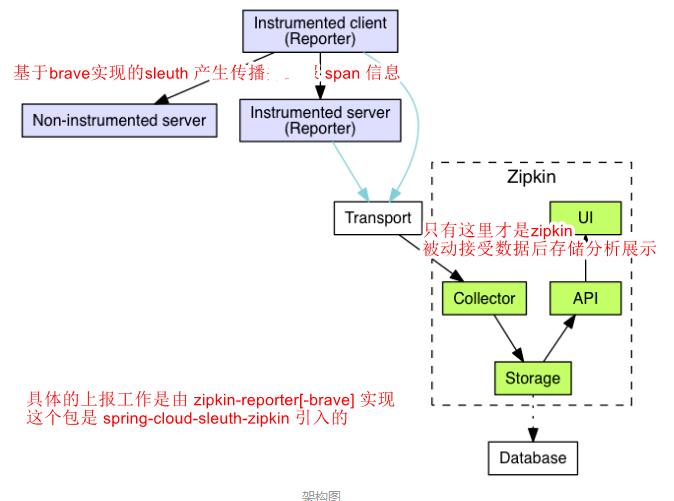 Instrumented client
(Reporter)
基于brave实现的sleuth 产生传播 span 信息
Non-instrumented server
Instrumented server
(Reporter)
Zipkin
Transport
UI
只有这里才是zipkin
被动接受数据后存储分析展示
Collector
API
Storage
具体的上报工作是由 zipkin-reporter[-brave] 实现
这个包是 spring-cloud-sleuth-zipkin 引入的
Database
架构图